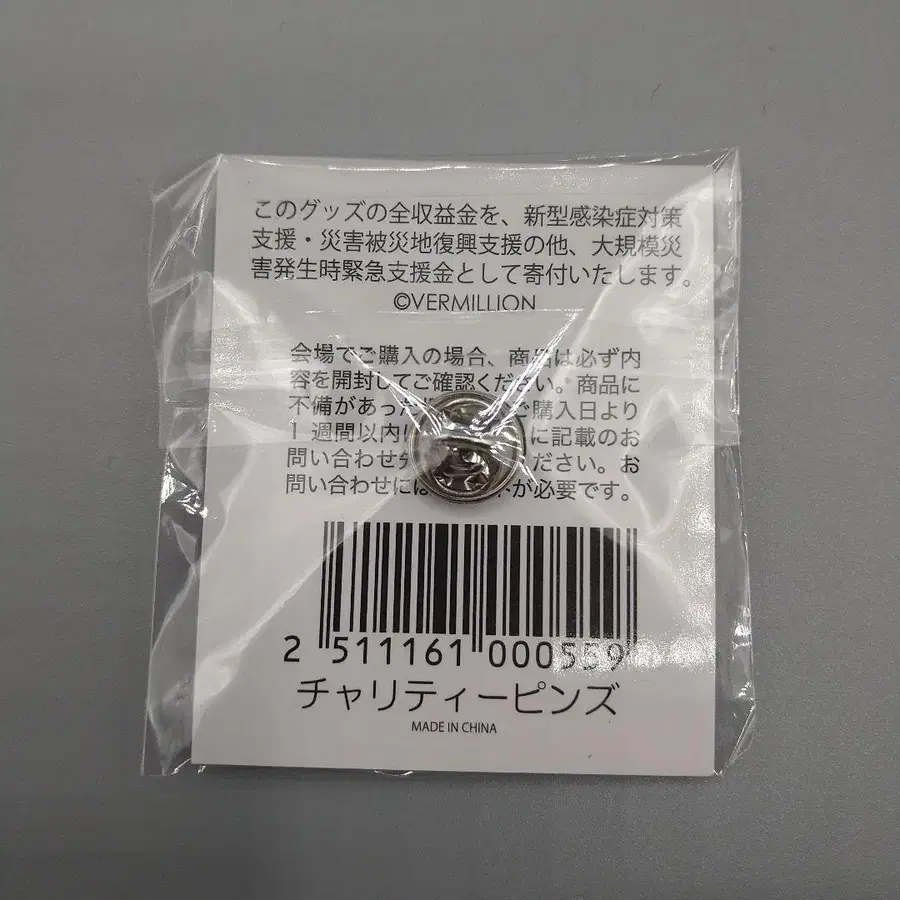 このグッズの全収益金を、新型感染症対策
支援・災害被災地復興支援の他、大規模災
害発生時緊急支援金として寄付いたします。
©VERMILLION
会場でご購入の場合、商品は必ず内
容を開封してご確認ください。商品に
不備があった ご購入日より
1週間以内に に記載のお
問い合わせ ださい。お
問い合わせには が必要です。
2 511161 000559
チャリティーピンズ
MADE IN CHINA